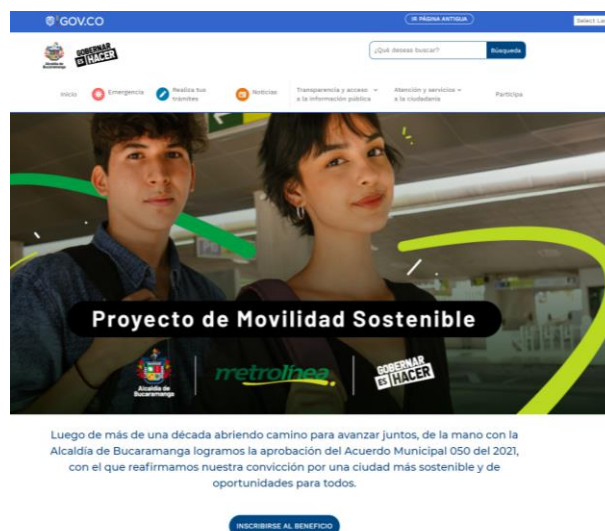 GOV.CO
IR PÁGINA ANTIGUA
Select La
Alcaldía de
Bucaramanga
GOBERNAR
ES HACER
¿Qué deseas buscar?
Búsqueda
Inicio
Emergencia
Realiza tus
trámites
Noticias
Transparencia y acceso
a la información pública
Atención y servicios
a la ciudadanía
Participa
Proyecto de Movilidad Sostenible
Alcaldía de
Bucaramanga
metrolínea
GOBERNAR
ES HACER
Luego de más de una década abriendo camino para avanzar juntos, de la mano con la
Alcaldía de Bucaramanga logramos la aprobación del Acuerdo Municipal 050 del 2021,
con el que reafirmamos nuestra convicción por una ciudad más sostenible y de
oportunidades para todos.
INSCRIBIRSE AL BENEFICIO